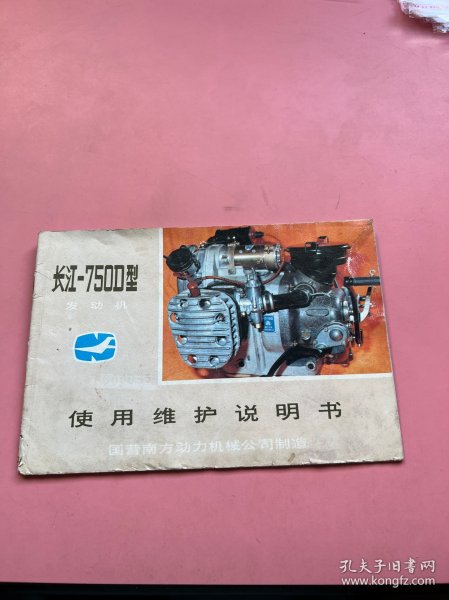 长江-750D型
发动机
使用维护说明书
国营南方动力机械公司制造
孔夫子旧书网
www.kongfz.com